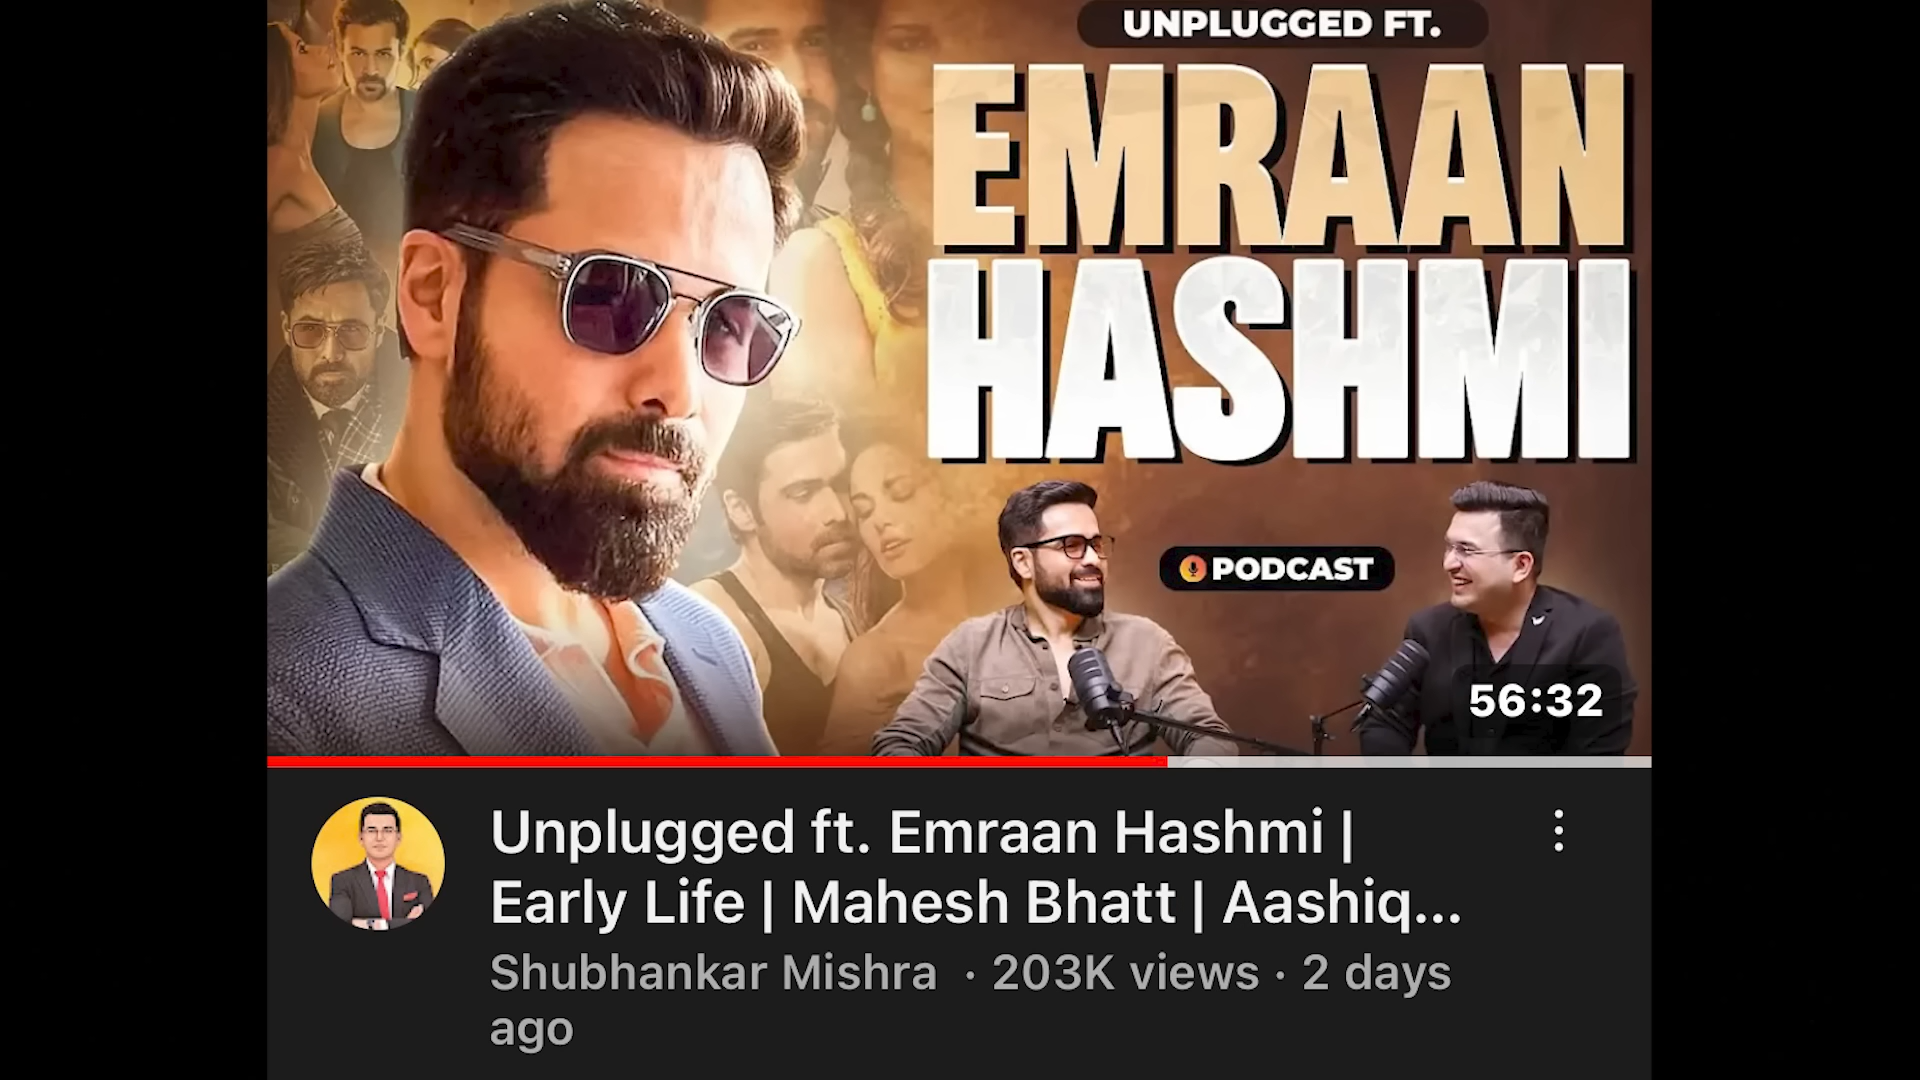 UNPLUGGED FT.
EMRAAN
HASHMI
PODCAST
56:32
Unplugged ft. Emraan Hashmi |
Early Life | Mahesh Bhatt | Aashiq...
Shubhankar Mishra · 203K views · 2 days
ago